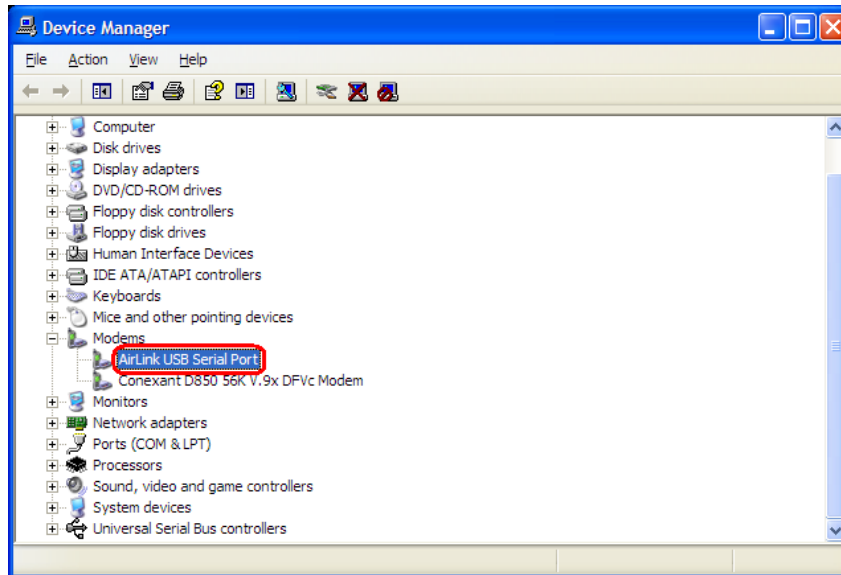 Device Manager
File Action View Help
Computer
Disk drives
Display adapters
DVD/CD-ROM drives
Floppy disk controllers
Floppy disk drives
Human Interface Devices
IDE ATA/ATAPI controllers
Keyboards
Mice and other pointing devices
Modems
AirLink USB Serial Port
Conexant D850 56K V.9x DFVc Modem
Monitors
Network adapters
Ports (COM & LPT)
Processors
Sound, video and game controllers
System devices
Universal Serial Bus controllers